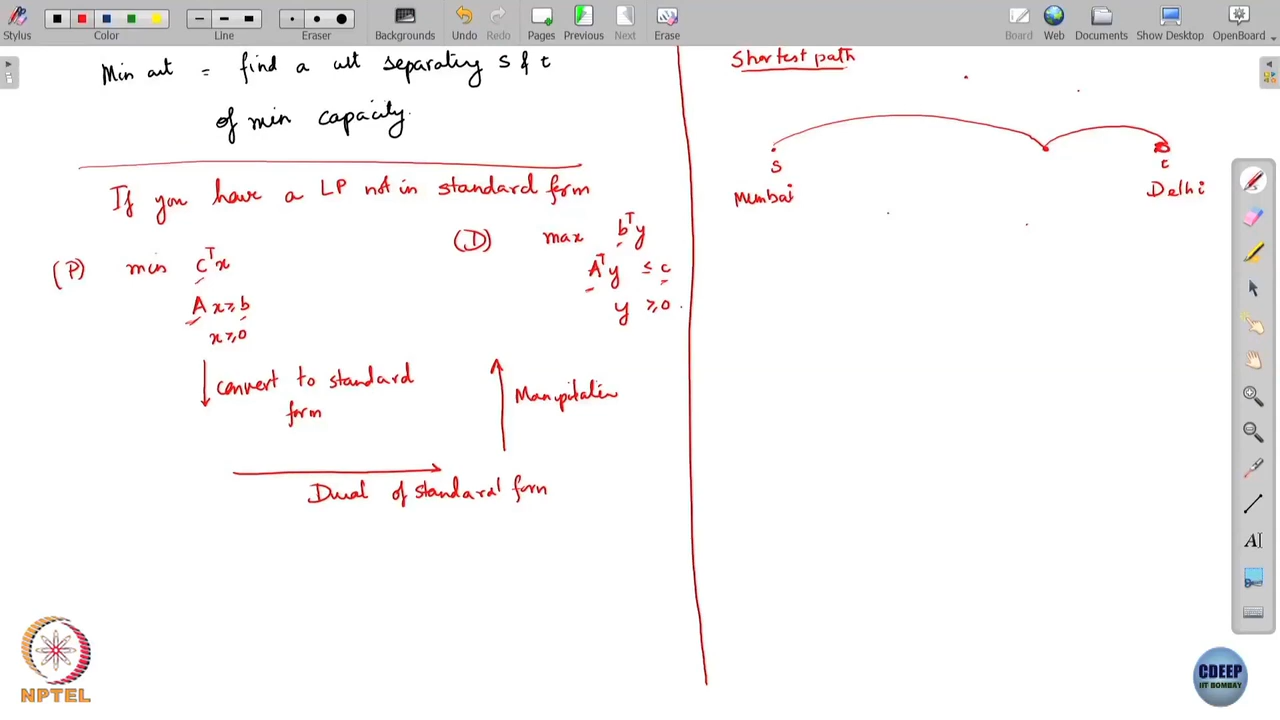 Stylus
Color
Line
Eraser
Backgrounds
Undo
Redo
Pages
Previous
Next
Erase
Board
Web
Documents
Show Desktop
OpenBoard
Min cut = find a cut separating s & t
of min capacity.
If you have a LP not in standard form
(P) min cᵀx
Ax ≥ b
x ≥ 0
(D) max bᵀy
Aᵀy ≤ c
y ≥ 0.
convert to standard
form
Manipulation
Dual of standard form
Shortest path
s
Mumbai
t
Delhi
NPTEL
CDEEP
IIT BOMBAY